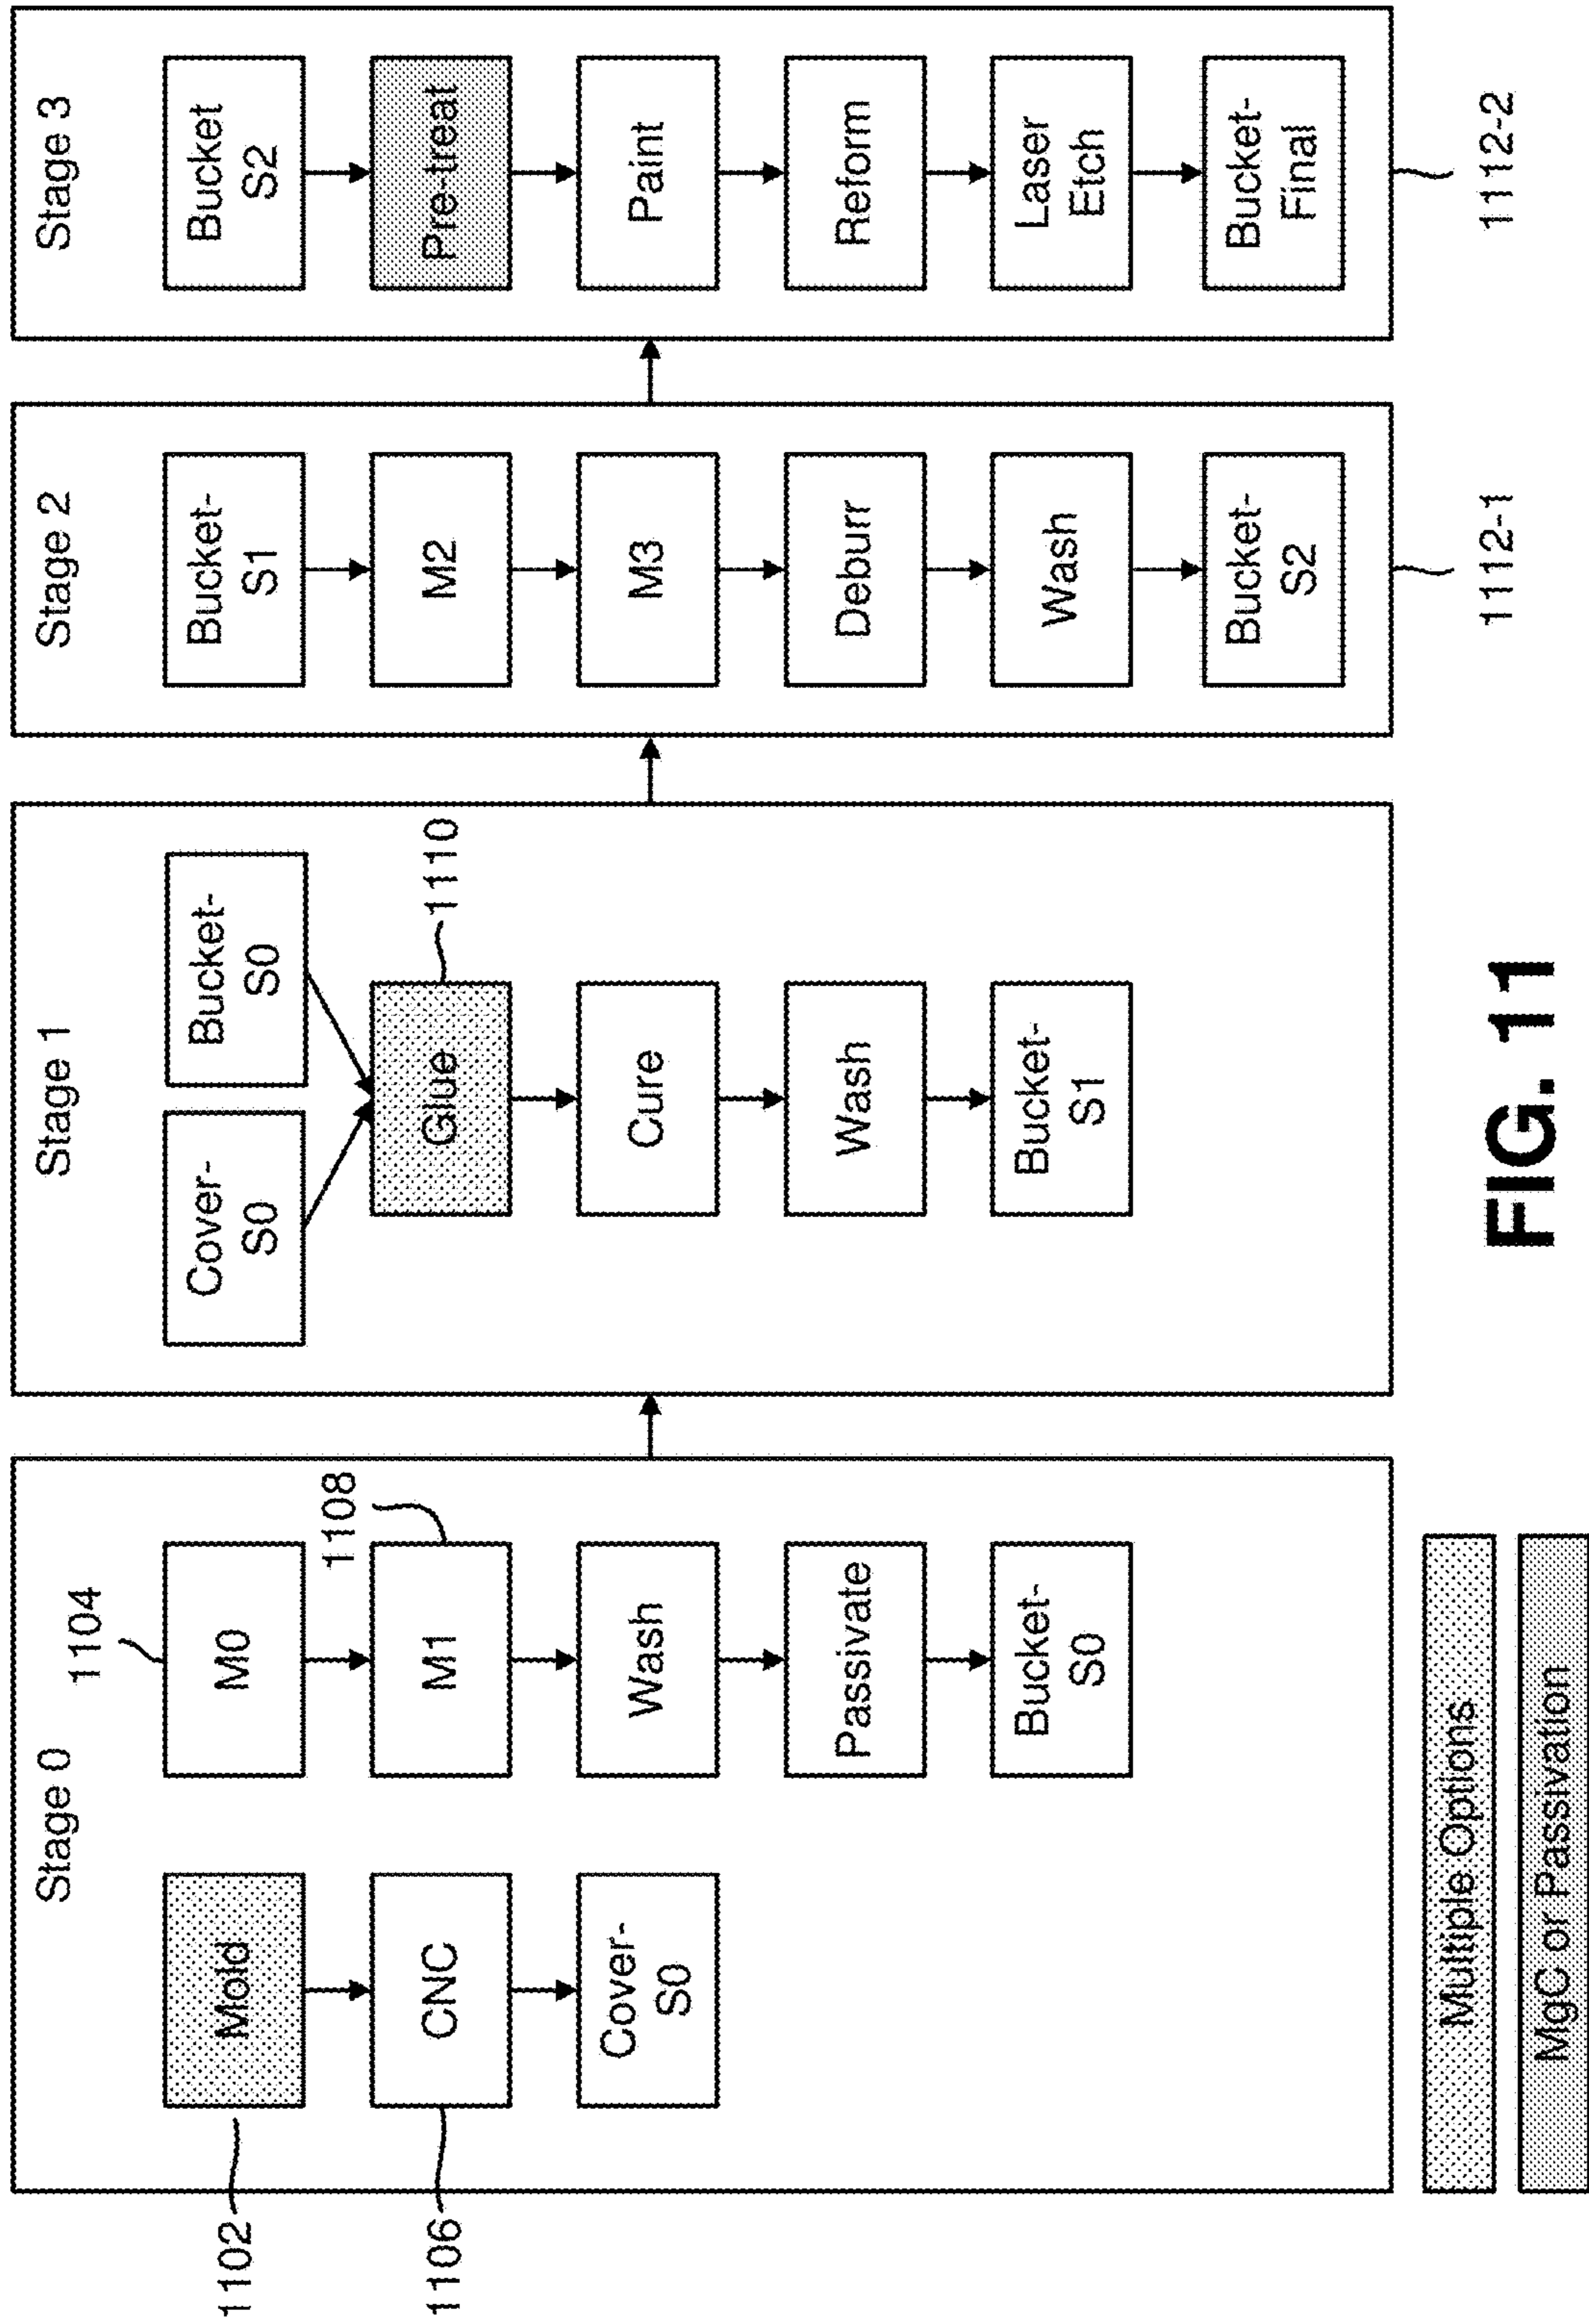 Stage 0
1102
Mold
1106
CNC
Cover-
S0
1104
M0
1108
M1
Wash
Passivate
Bucket-
S0
Stage 1
Cover-
S0
Bucket-
S0
Glue
1110
Cure
Wash
Bucket-
S1
Stage 2
Bucket-
S1
M2
M3
Deburr
Wash
Bucket-
S2
1112-1
Stage 3
Bucket
S2
Pre-treat
Paint
Reform
Laser
Etch
Bucket-
Final
1112-2
Multiple Options
MgC or Passivation
FIG. 11